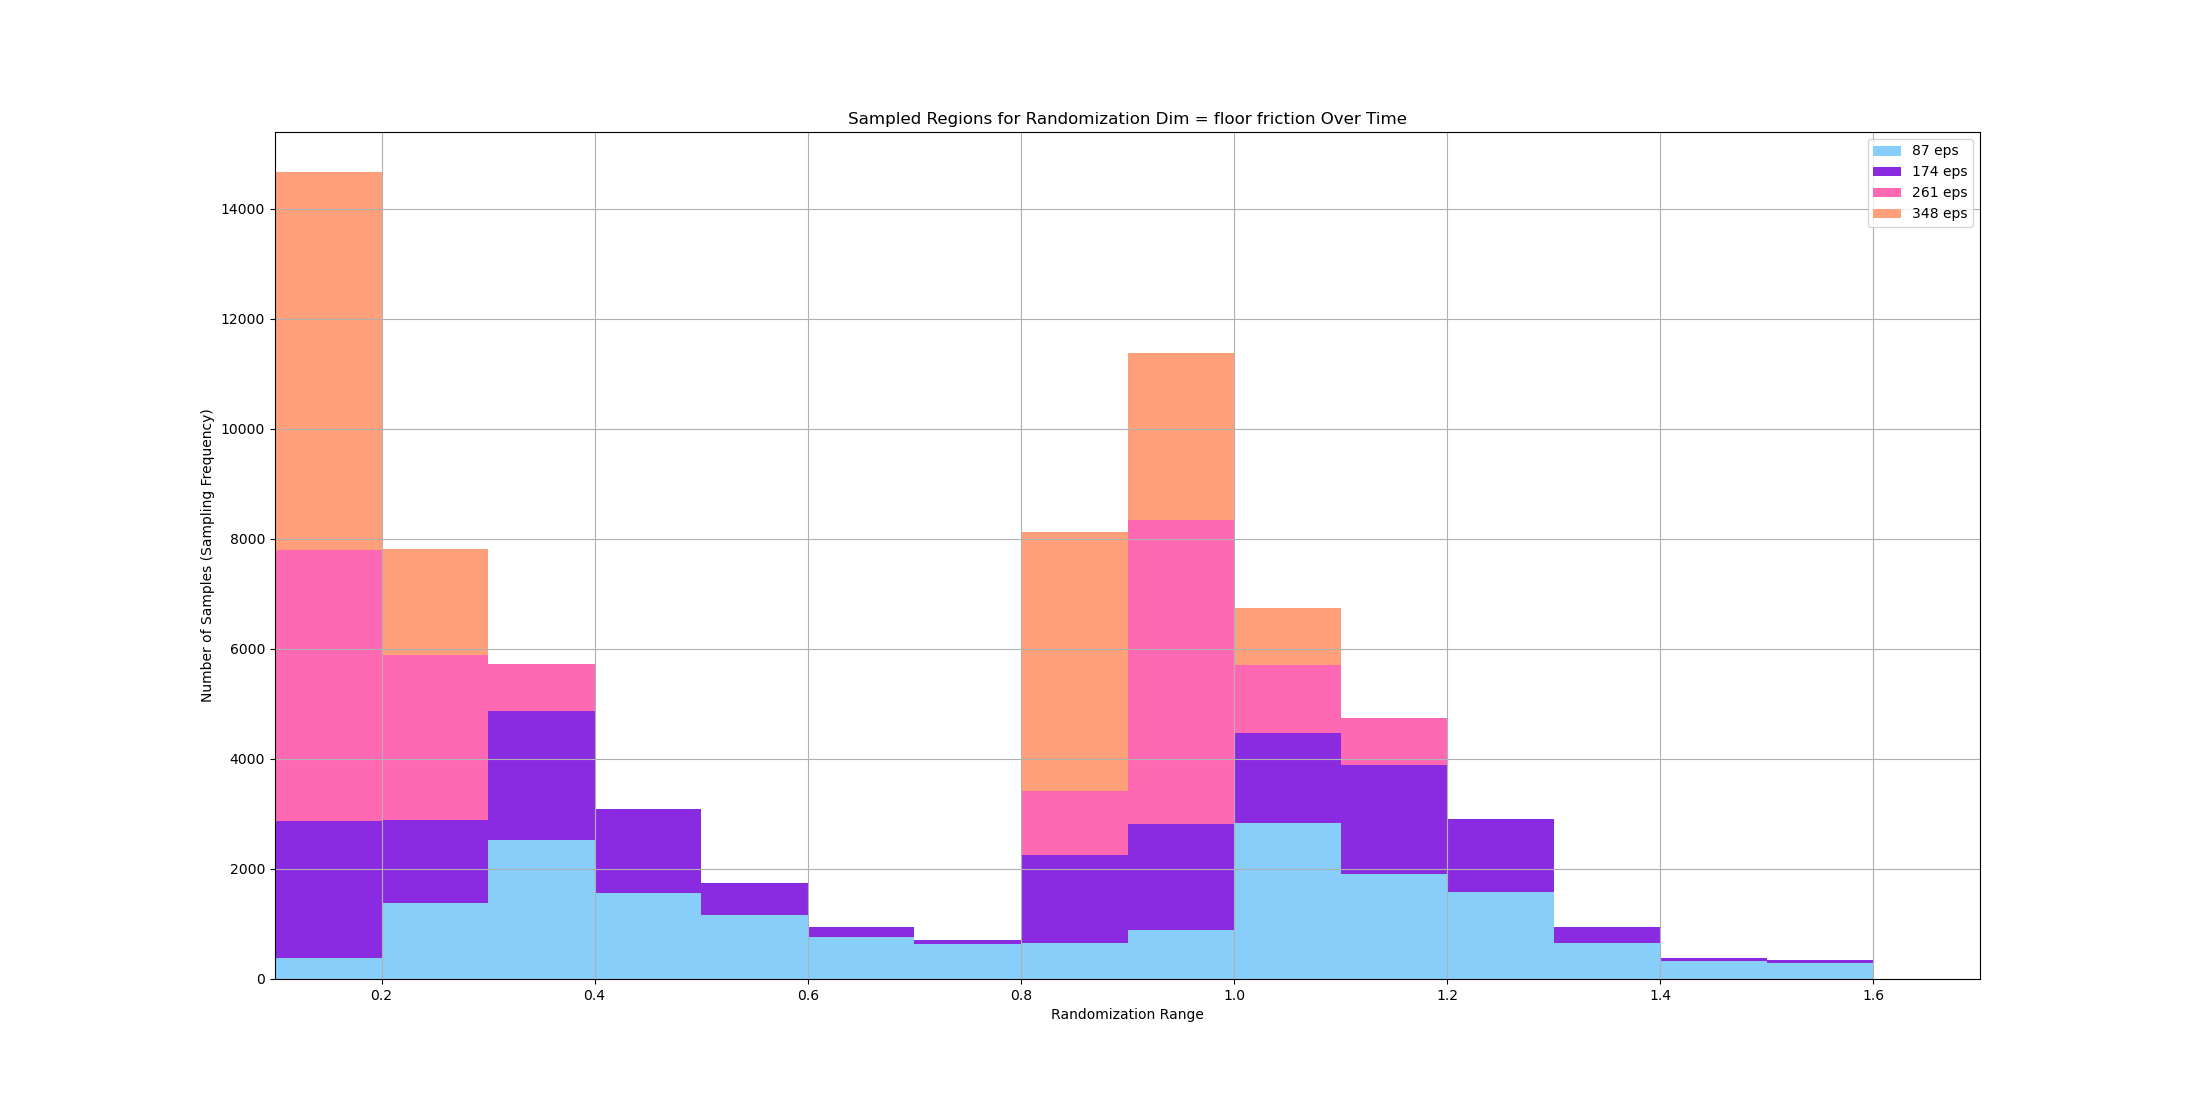 Sampled Regions for Randomization Dim = floor friction Over Time
87 eps
174 eps
261 eps
348 eps
Number of Samples (Sampling Frequency)
14000
12000
10000
8000
6000
4000
2000
0
0.2 0.4 0.6 0.8 1.0 1.2 1.4 1.6
Randomization Range